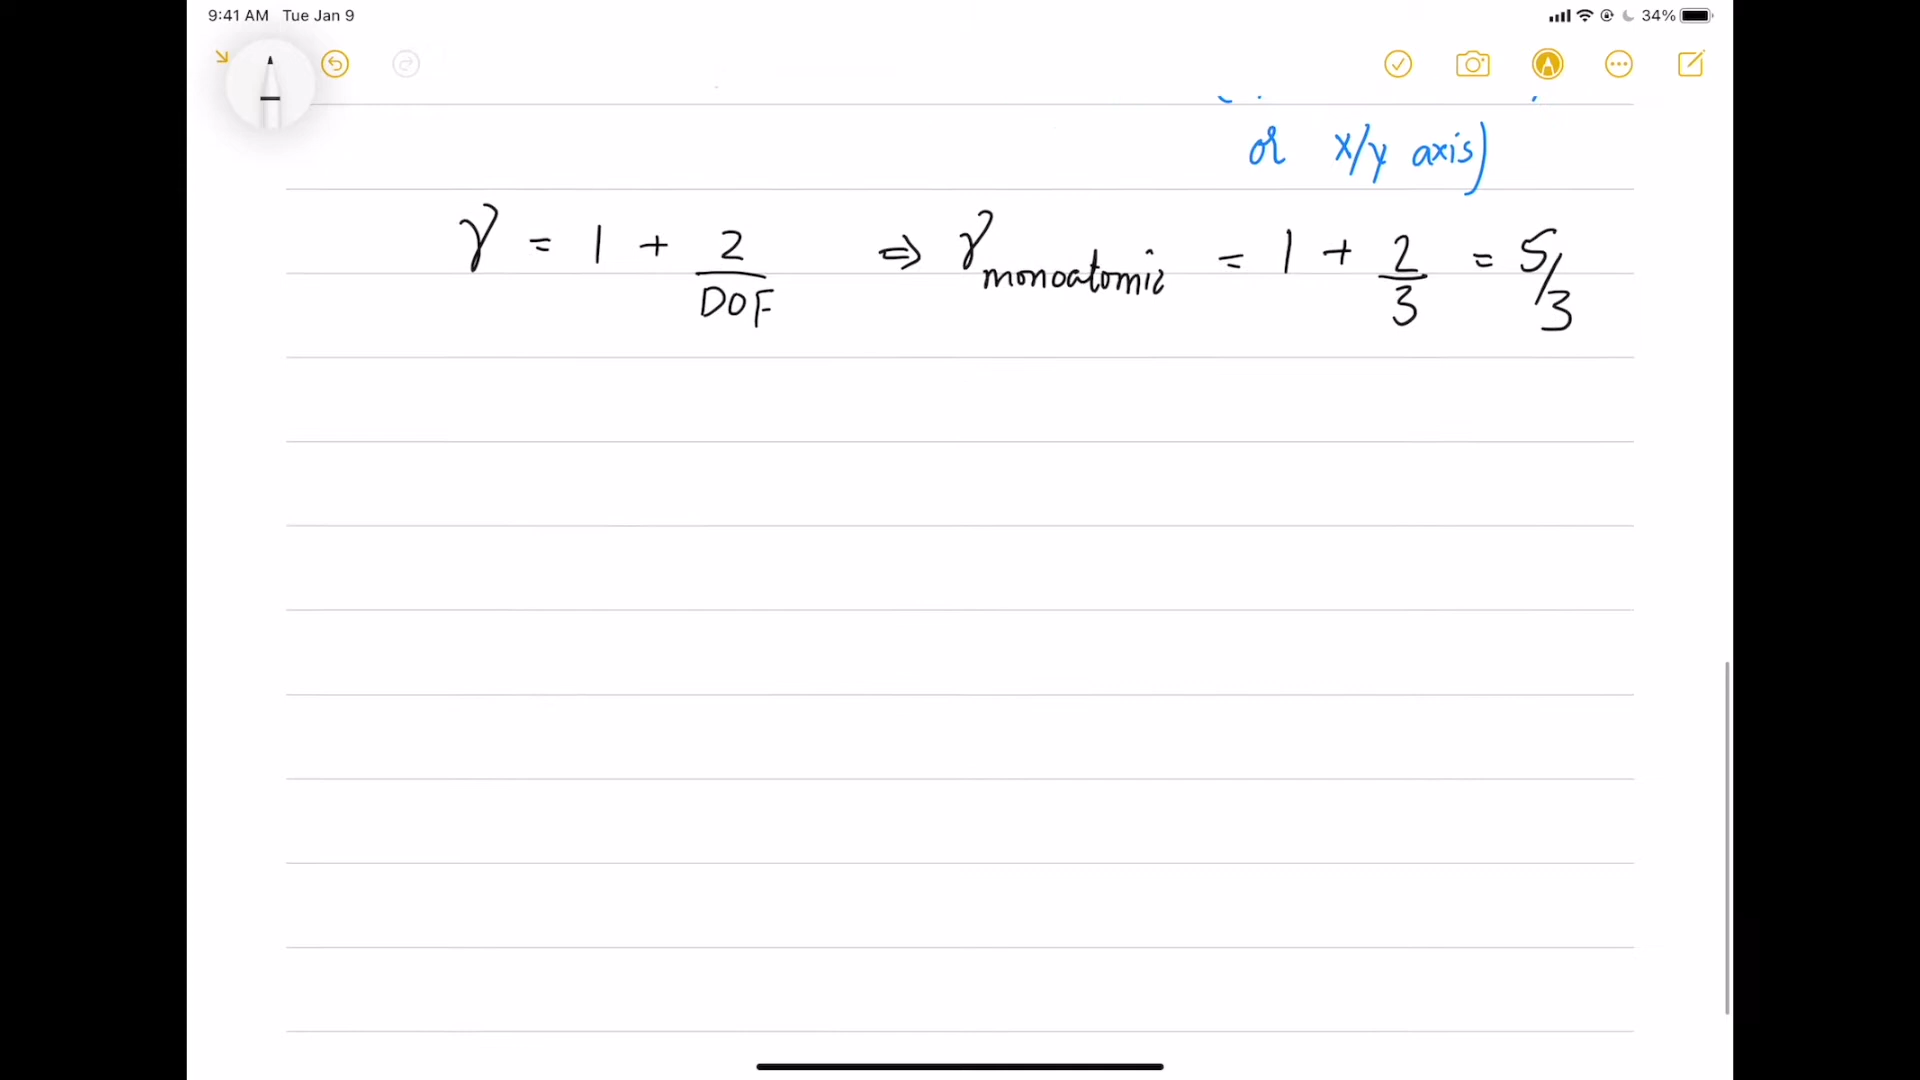 9:41 AM Tue Jan 9
34%
or x/y axis)
γ = 1 + 2/DOF ⇒ γ monoatomic = 1 + 2/3 = 5/3